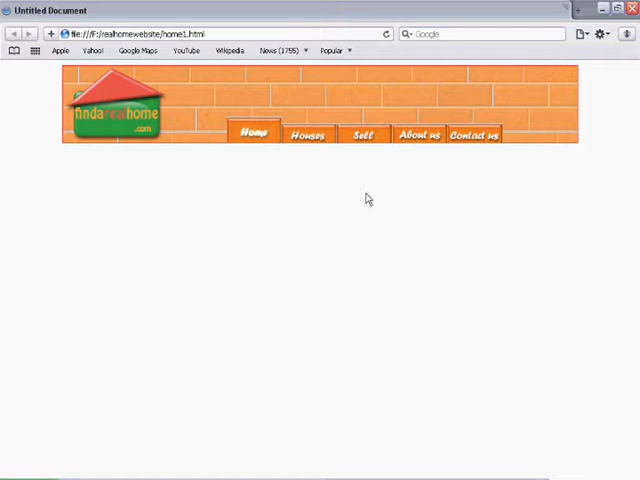 Untitled Document
file:///F:/realhomewebsite/home1.html
Google
Apple Yahoo! Google Maps YouTube Wikipedia News (1755) Popular
findarealhome
.com
Home Houses Sell About us Contact us